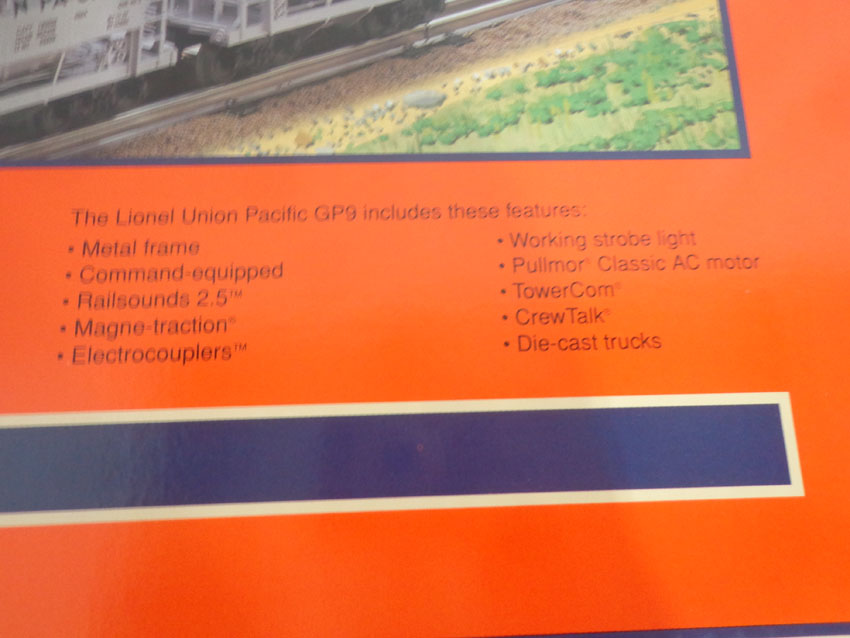 The Lionel Union Pacific GP9 includes these features:
• Metal frame
• Command-equipped
• Railsounds 2.5™
• Magne-traction®
• Electrocouplers™
• Working strobe light
• Pullmor® Classic AC motor
• TowerCom®
• CrewTalk®
• Die-cast trucks